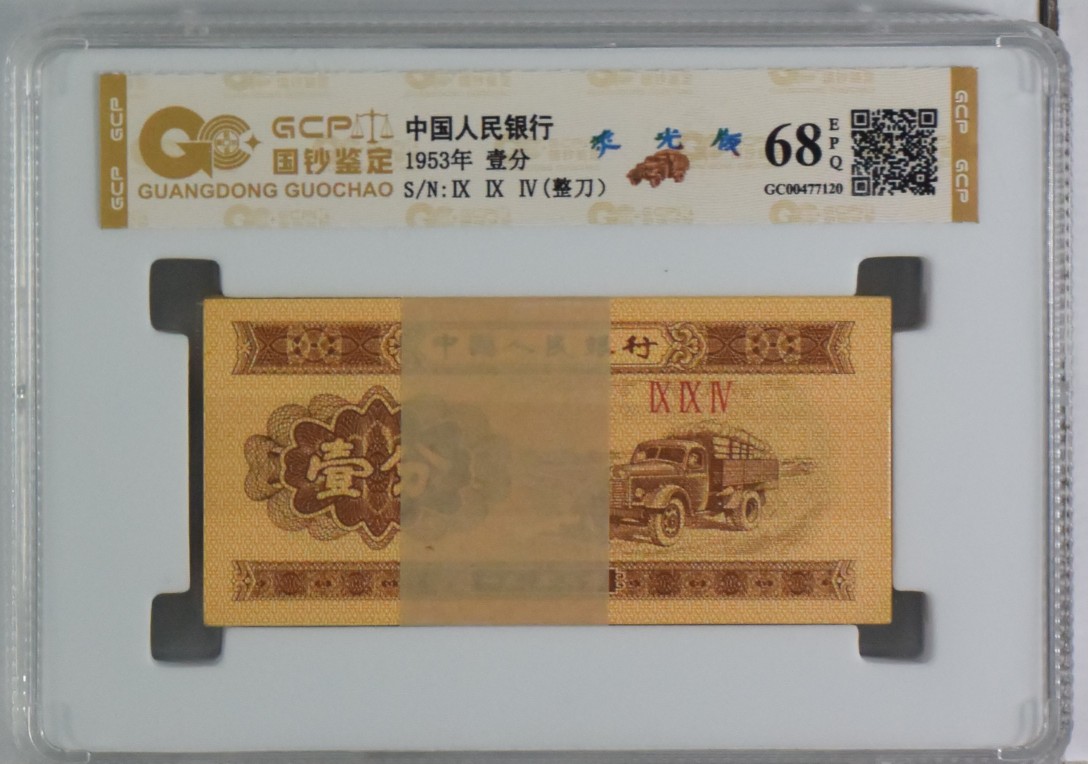 GCP
GCP
GC
GCP
国钞鉴定
GUANGDONG GUOCHAO
中国人民银行
1953年 壹分
S/N:IX IX IV(整刀)
荧光版
68
EPQ
GC00477120
GCP
GCP
中国人民银行
IX IX IV
壹分